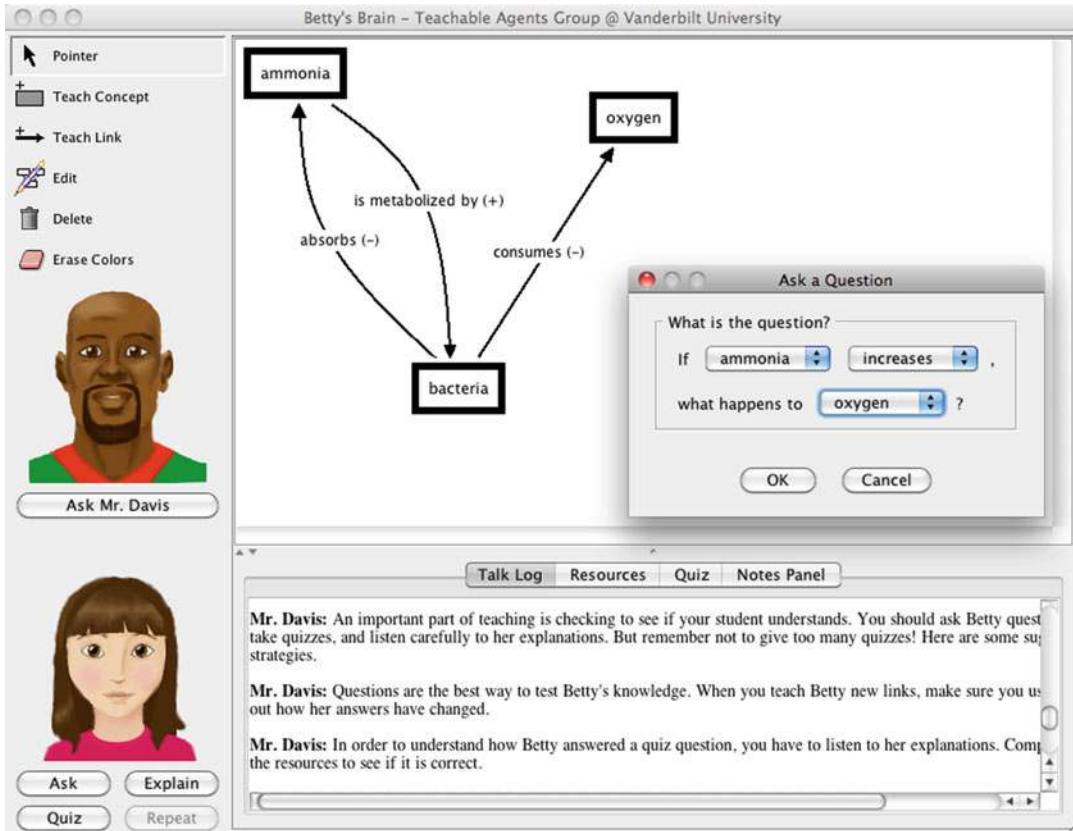 Betty's Brain – Teachable Agents Group @ Vanderbilt University
Pointer
Teach Concept
Teach Link
Edit
Delete
Erase Colors
Ask Mr. Davis
Ask Explain
Quiz Repeat
ammonia
oxygen
is metabolized by (+)
absorbs (-)
consumes (-)
bacteria
Ask a Question
What is the question?
If ammonia increases ,
what happens to oxygen ?
OK Cancel
Talk Log Resources Quiz Notes Panel
Mr. Davis: An important part of teaching is checking to see if your student understands. You should ask Betty quest
take quizzes, and listen carefully to her explanations. But remember not to give too many quizzes! Here are some
strategies.
Mr. Davis: Questions are the best way to test Betty's knowledge. When you teach Betty new links, make sure you
out how her answers have changed.
Mr. Davis: In order to understand how Betty answered a quiz question, you have to listen to her explanations.
the resources to see if it is correct.